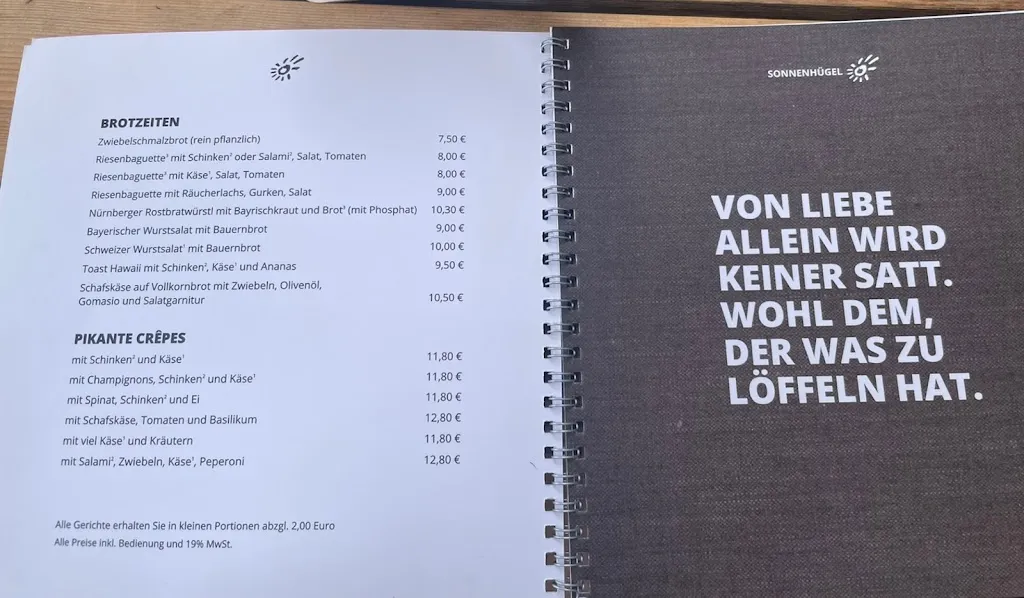 BROTZEITEN
Zwiebelschmalzbrot (rein pflanzlich) 7,50 €
Riesenbaguette³ mit Schinken² oder Salami², Salat, Tomaten 8,00 €
Riesenbaguette³ mit Käse¹, Salat, Tomaten 8,00 €
Riesenbaguette mit Räucherlachs, Gurken, Salat 9,00 €
Nürnberger Rostbratwürstl mit Bayrischkraut und Brot³ (mit Phosphat) 10,30 €
Bayerischer Wurstsalat mit Bauernbrot 9,00 €
Schweizer Wurstsalat¹ mit Bauernbrot 10,00 €
Toast Hawaii mit Schinken², Käse¹ und Ananas 9,50 €
Schafskäse auf Vollkornbrot mit Zwiebeln, Olivenöl,
Gomasio und Salatgarnitur 10,50 €
PIKANTE CRÊPES
mit Schinken² und Käse¹ 11,80 €
mit Champignons, Schinken² und Käse¹ 11,80 €
mit Spinat, Schinken² und Ei 11,80 €
mit Schafskäse, Tomaten und Basilikum 12,80 €
mit viel Käse¹ und Kräutern 11,80 €
mit Salami², Zwiebeln, Käse¹, Peperoni 12,80 €
Alle Gerichte erhalten Sie in kleinen Portionen abzgl. 2,00 Euro
Alle Preise inkl. Bedienung und 19% MwSt.
SONNENHÜGEL
VON LIEBE
ALLEIN WIRD
KEINER SATT.
WOHL DEM,
DER WAS ZU
LÖFFELN HAT.